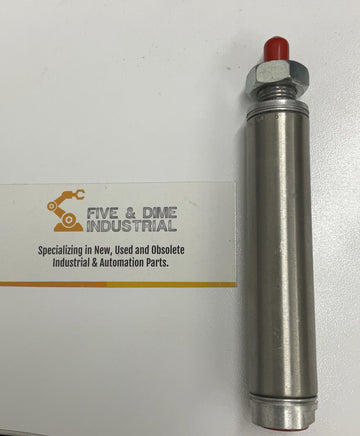 FIVE & DIME
INDUSTRIAL
Specializing in New, Used and Obsolete
Industrial & Automation Parts.